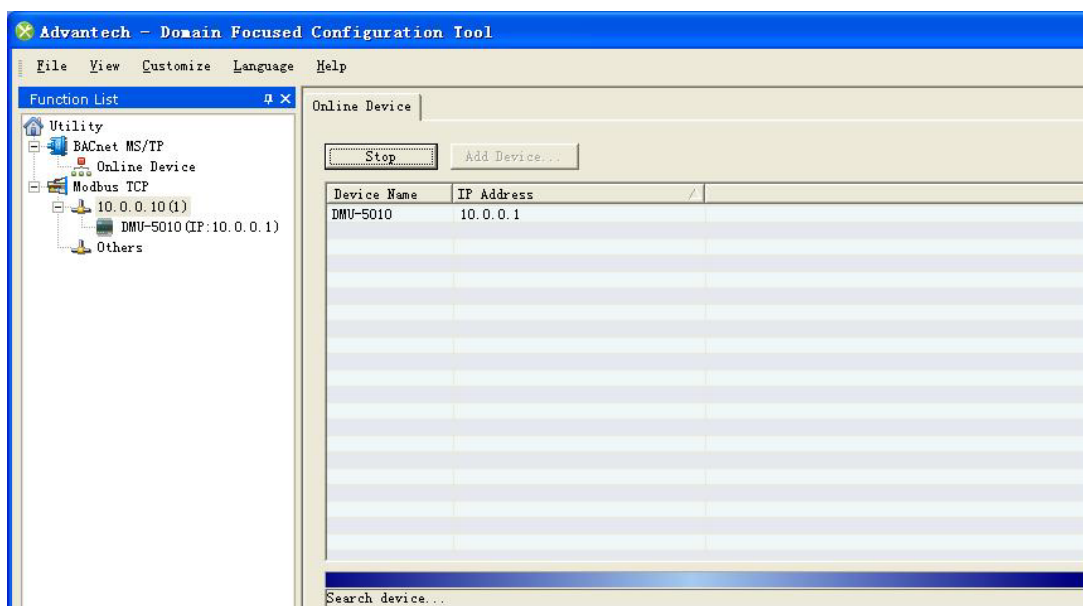 Advantech - Domain Focused Configuration Tool
File View Customize Language Help
Function List
Utility
BACnet MS/TP
Online Device
Modbus TCP
10.0.0.10(1)
DMU-5010(IP:10.0.0.1)
Others
Online Device
Stop Add Device...
Device Name IP Address
DMU-5010 10.0.0.1
Search device...